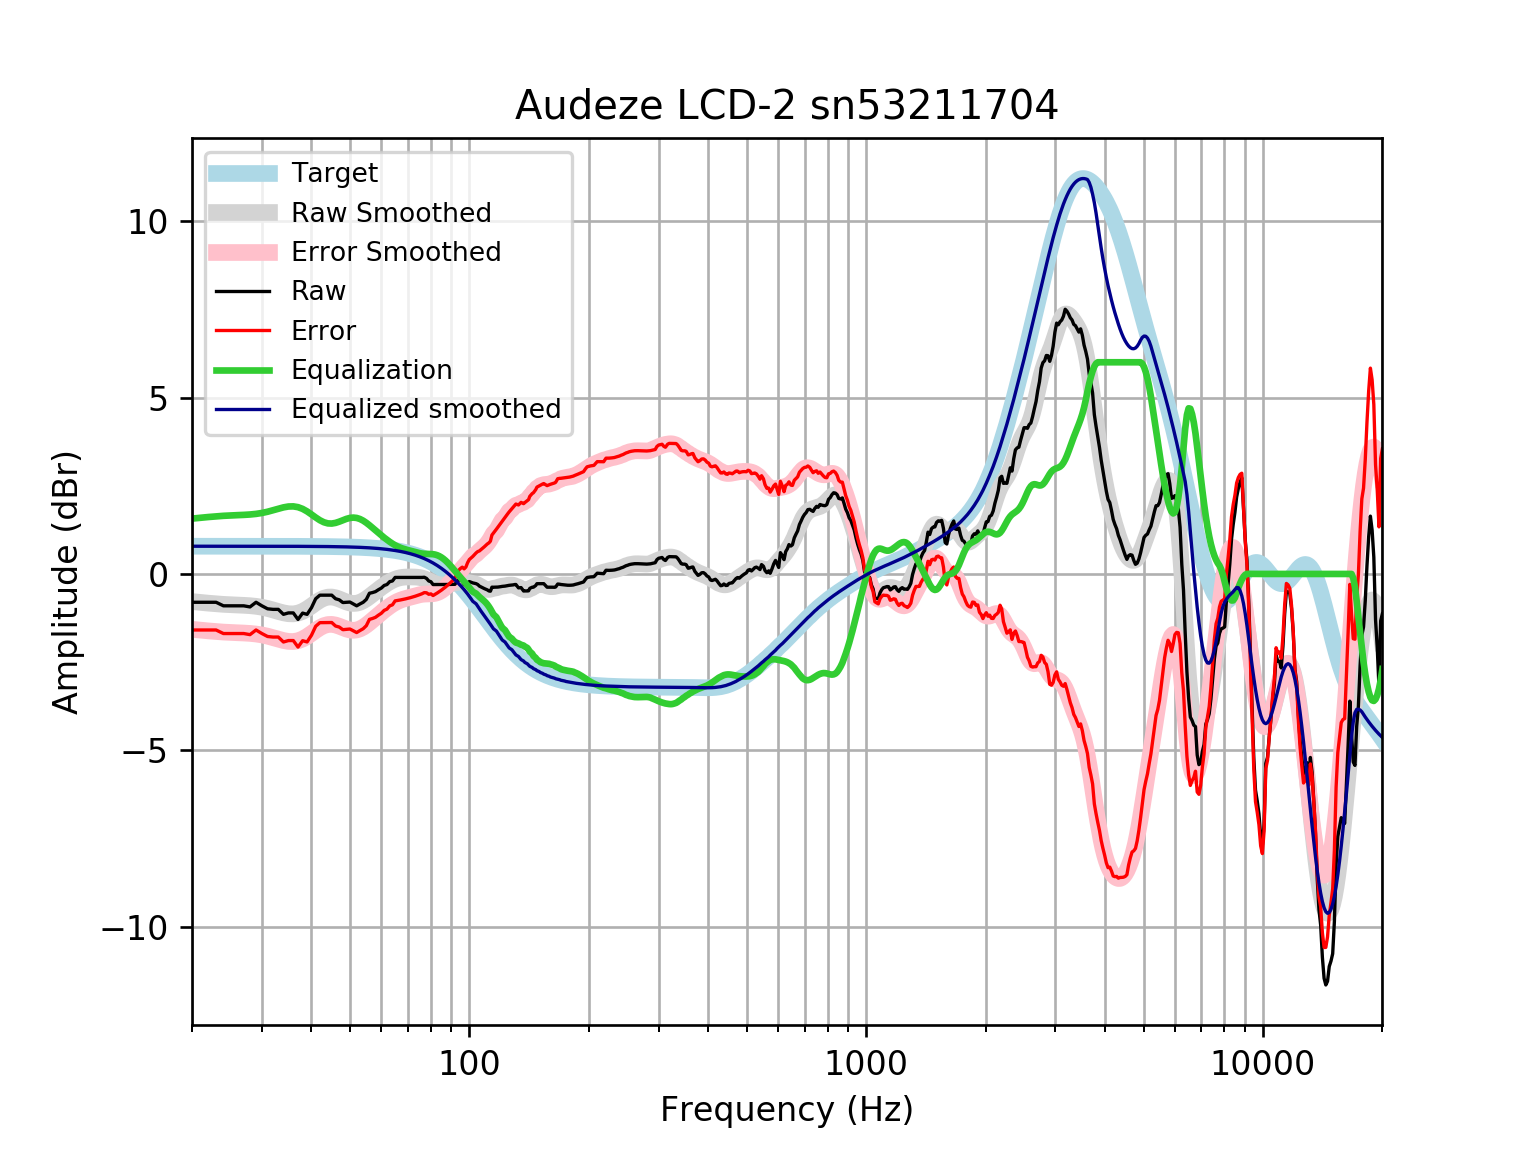 Audeze LCD-2 sn53211704
Target
Raw Smoothed
Error Smoothed
Raw
Error
Equalization
Equalized smoothed
10
5
0
−5
−10
Amplitude (dBr)
100
1000
10000
Frequency (Hz)